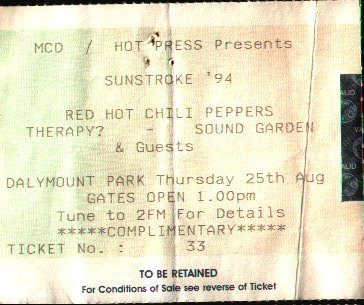 MCD / HOT PRESS Presents
SUNSTROKE '94
RED HOT CHILI PEPPERS
THERAPY? - SOUND GARDEN
& Guests
DALYMOUNT PARK Thursday 25th Aug
GATES OPEN 1.00pm
Tune to 2FM For Details
*****COMPLIMENTARY*****
TICKET No. : 33
TO BE RETAINED
For Conditions of Sale see reverse of Ticket